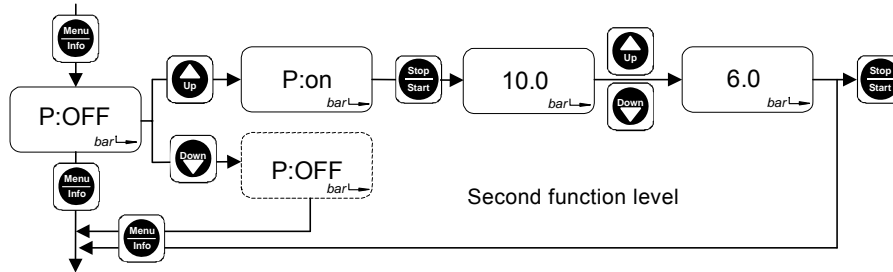 Menu
Info
P:OFF
bar
Up
P:on
bar
Stop
Start
10.0
bar
Up
Down
6.0
bar
Stop
Start
Down
P:OFF
bar
Menu
Info
Second function level
Menu
Info